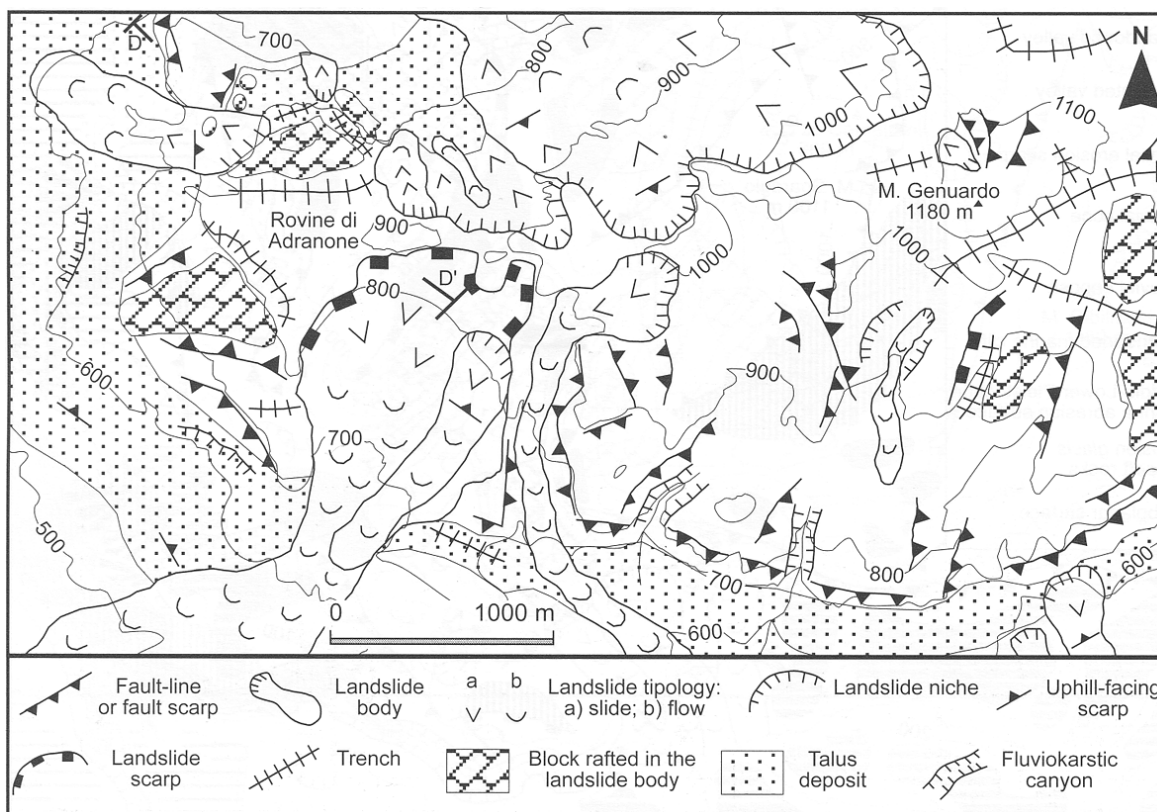 D
700
800
900
1000
N
1100
M. Genuardo
1180 m
Rovine di
Adranone
900
1000
1000
D'
800
600
900
700
500
0 1000 m
700
800
600
600
Fault-line
or fault scarp
Landslide
body
a b
Landslide tipology:
a) slide; b) flow
Landslide niche
Uphill-facing
scarp
Landslide
scarp
Trench
Block rafted in the
landslide body
Talus
deposit
Fluviokarstic
canyon